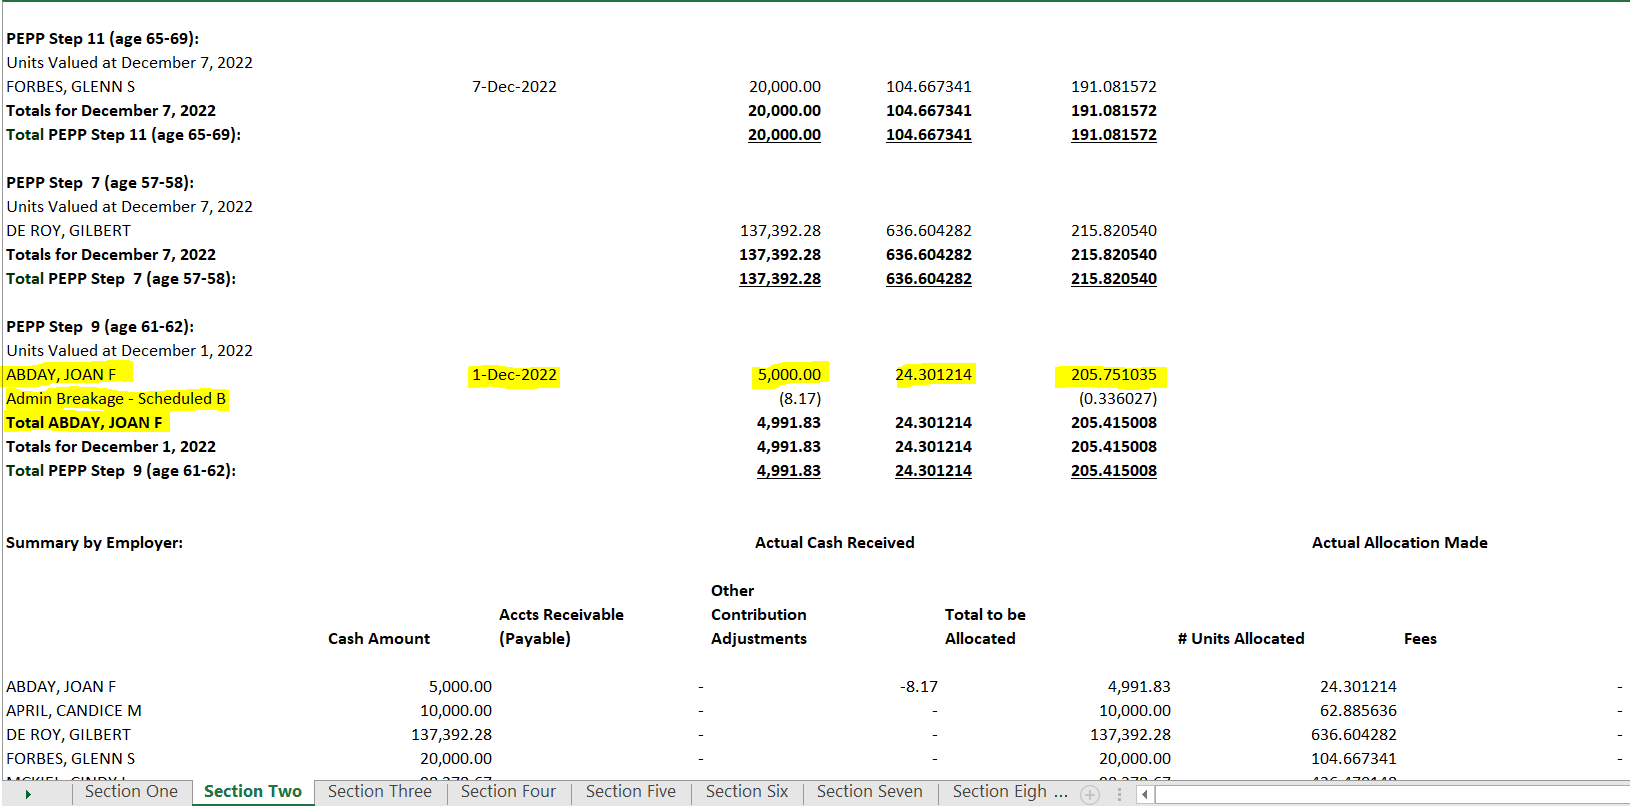 PEPP Step 11 (age 65-69):
Units Valued at December 7, 2022
FORBES, GLENN S 7-Dec-2022 20,000.00 104.667341 191.081572
Totals for December 7, 2022 20,000.00 104.667341 191.081572
Total PEPP Step 11 (age 65-69): 20,000.00 104.667341 191.081572
PEPP Step  7 (age 57-58):
Units Valued at December 7, 2022
DE ROY, GILBERT 137,392.28 636.604282 215.820540
Totals for December 7, 2022 137,392.28 636.604282 215.820540
Total PEPP Step  7 (age 57-58): 137,392.28 636.604282 215.820540
PEPP Step  9 (age 61-62):
Units Valued at December 1, 2022
ABDAY, JOAN F 1-Dec-2022 5,000.00 24.301214 205.751035
Admin Breakage - Scheduled B (8.17) (0.336027)
Total ABDAY, JOAN F 4,991.83 24.301214 205.415008
Totals for December 1, 2022 4,991.83 24.301214 205.415008
Total PEPP Step  9 (age 61-62): 4,991.83 24.301214 205.415008
Summary by Employer: Actual Cash Received Actual Allocation Made
Other
Accts Receivable Contribution Total to be
Cash Amount (Payable) Adjustments Allocated # Units Allocated Fees
ABDAY, JOAN F 5,000.00 - -8.17 4,991.83 24.301214 -
APRIL, CANDICE M 10,000.00 - - 10,000.00 62.885636 -
DE ROY, GILBERT 137,392.28 - - 137,392.28 636.604282 -
FORBES, GLENN S 20,000.00 - - 20,000.00 104.667341 -
Section One Section Two Section Three Section Four Section Five Section Six Section Seven Section Eigh ...